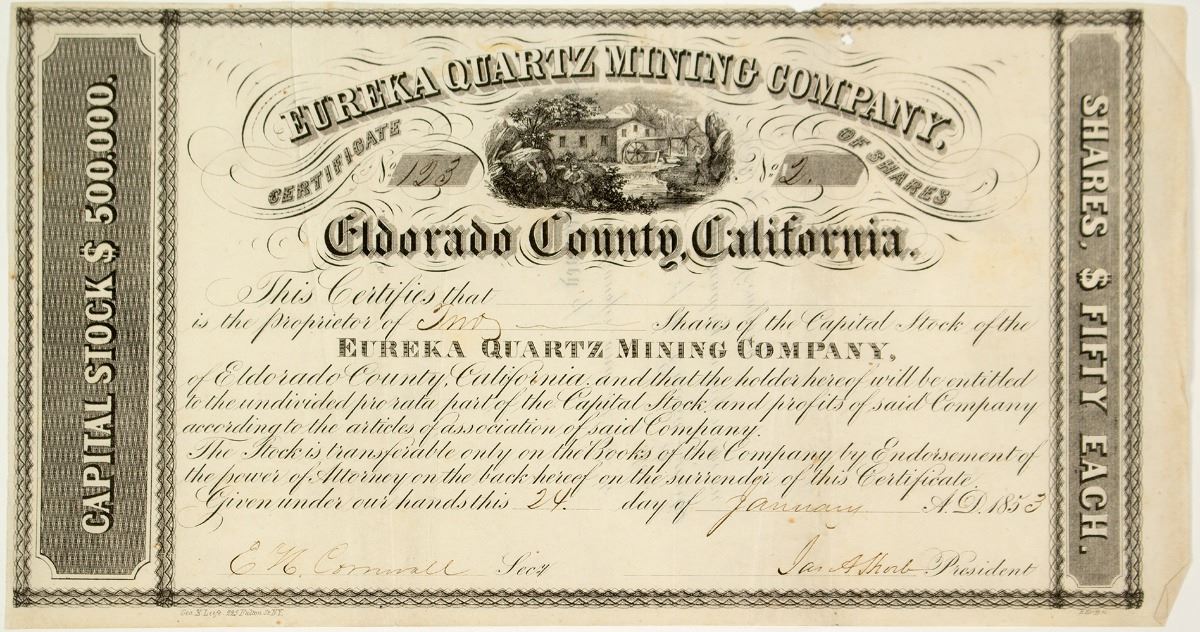 CAPITAL STOCK $ 500.000.
EUREKA QUARTZ MINING COMPANY.
CERTIFICATE OF SHARES
No. 123 No. 2.
Eldorado County, California.
This Certifies that
is the proprietor of Two Shares of the Capital Stock of the
EUREKA QUARTZ MINING COMPANY,
of Eldorado County, California, and that the holder hereof will be entitled
to the undivided pro rata part of the Capital Stock and profits of said Company
according to the articles of association of said Company.
The Stock is transferable only on the Books of the Company by Endorsement of
the power of Attorney on the back hereof on the surrender of this Certificate.
Given under our hands this 24. day of January A.D. 1853
E N. Cornwall Secy Jas A President
Geo. E. Leefe 225 Fulton St. N.Y.
SHARES, $ FIFTY EACH.